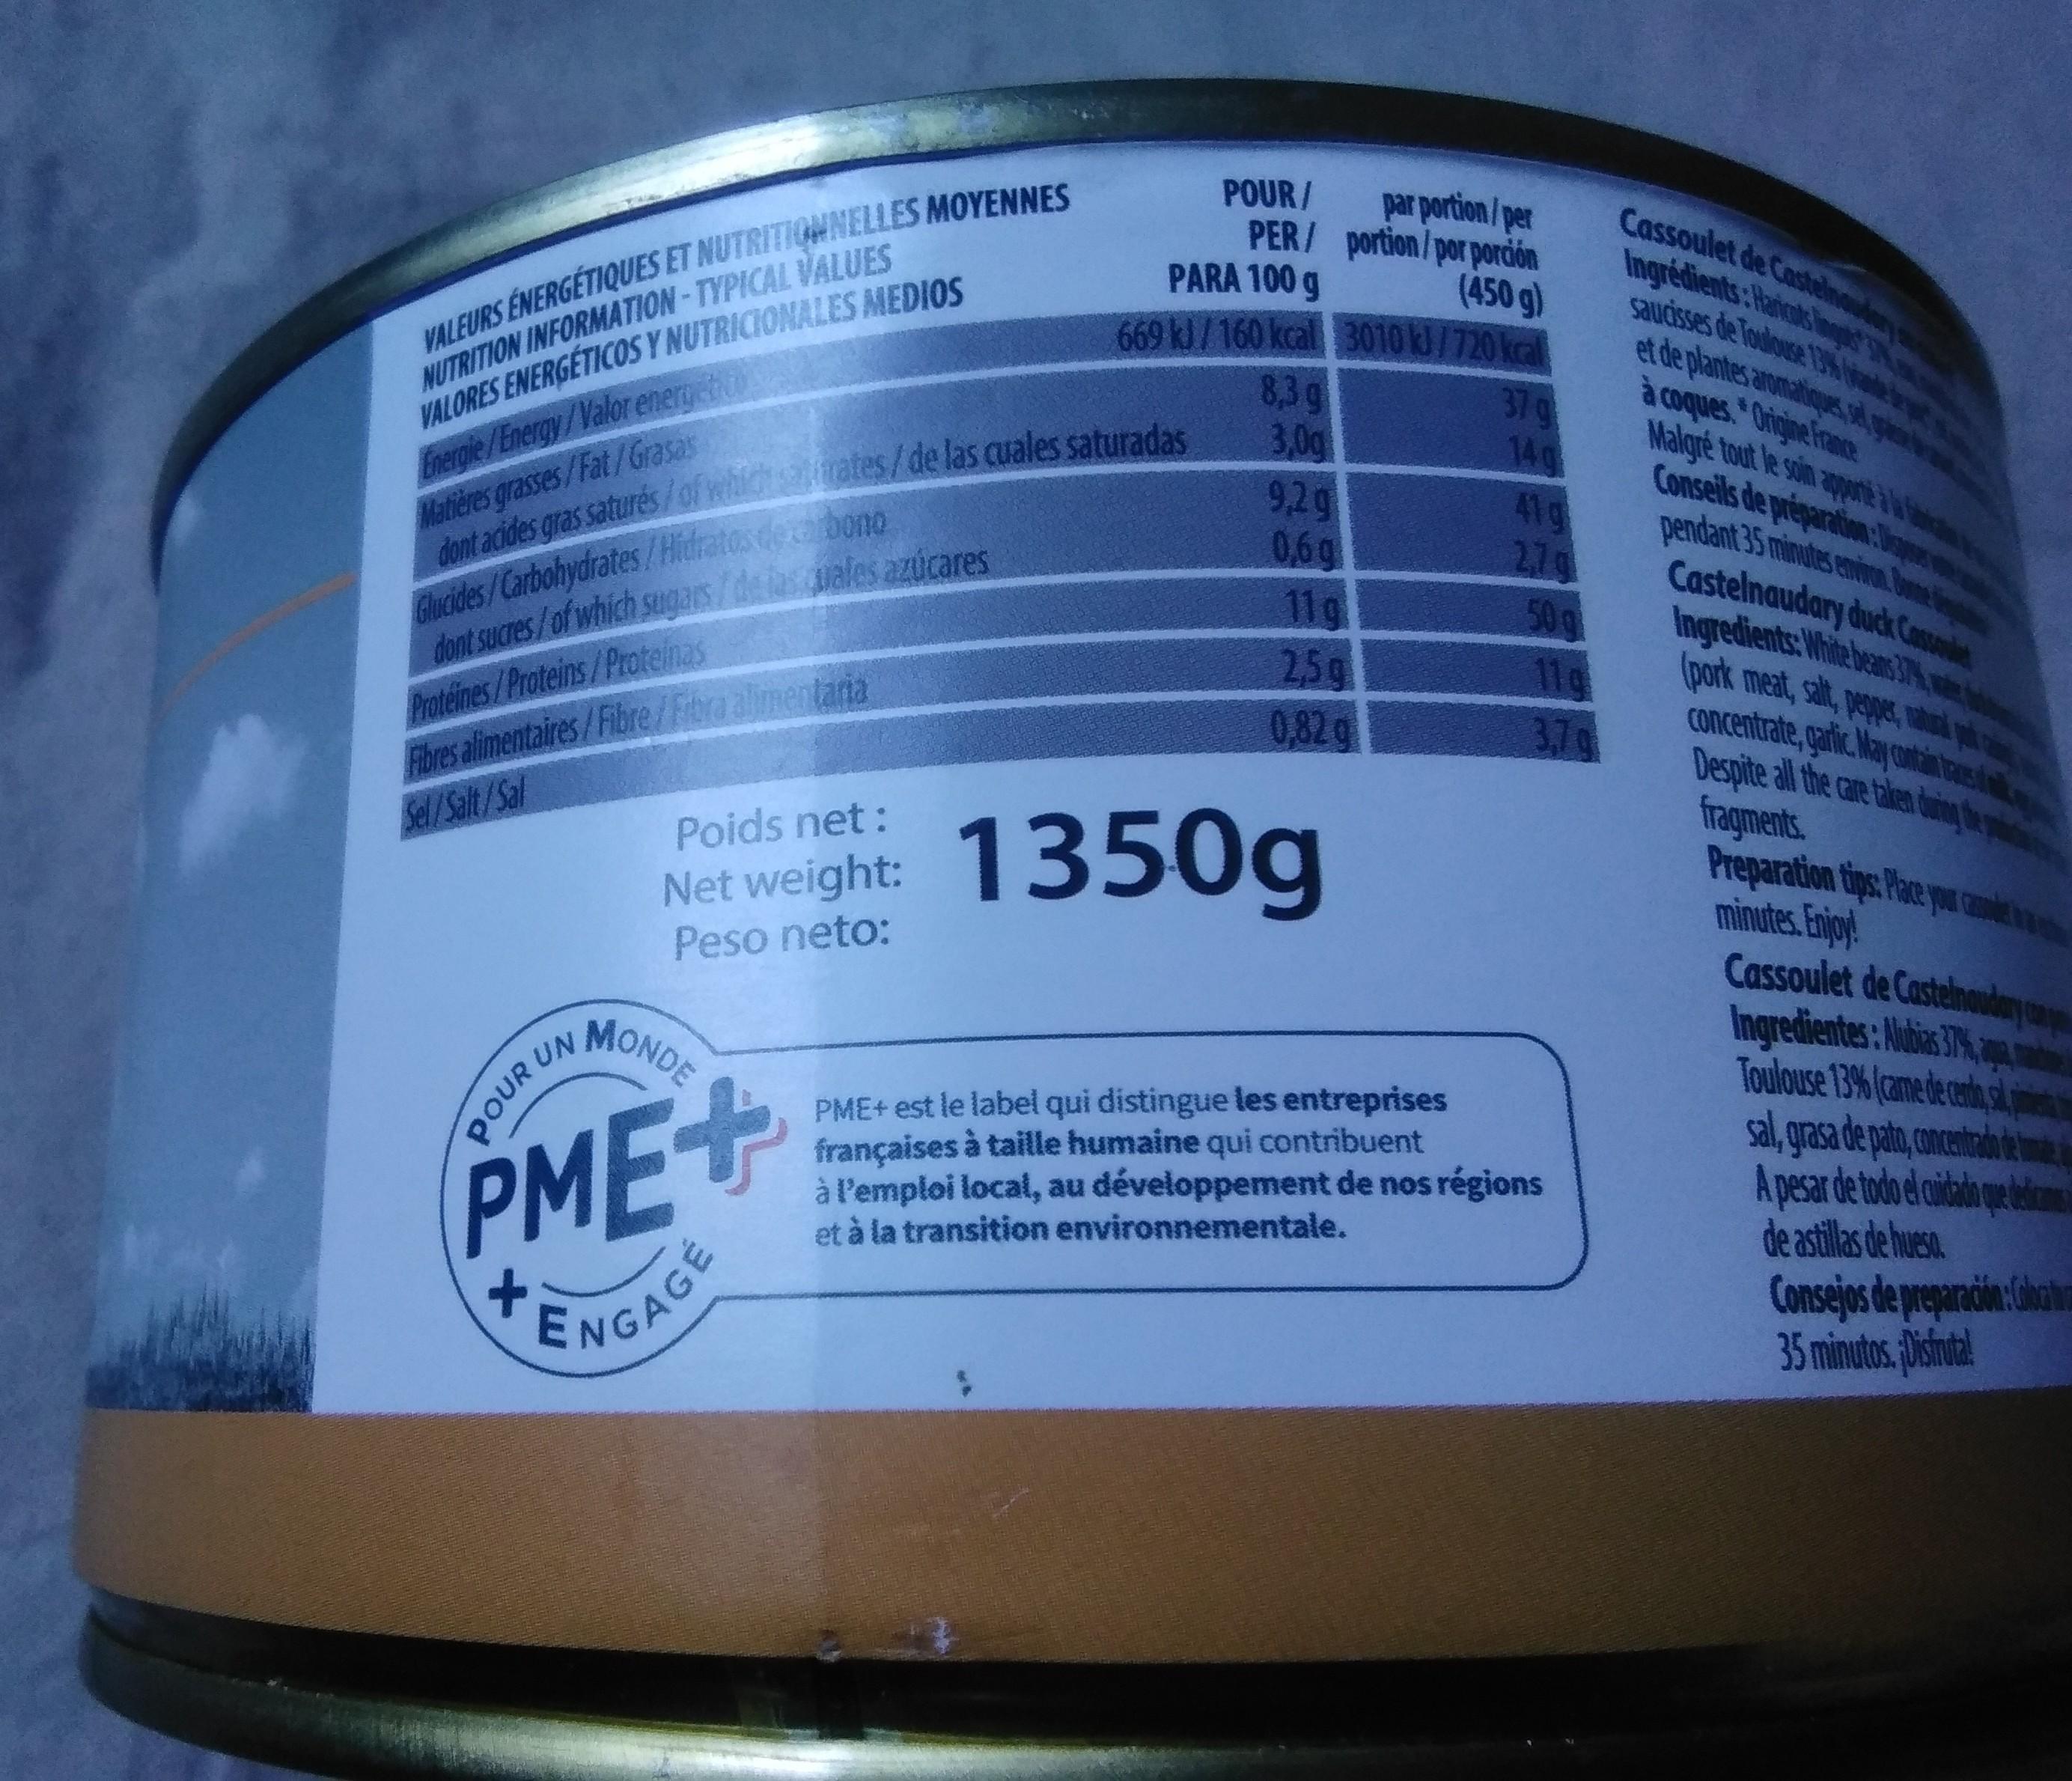 VALEURS ÉNERGÉTIQUES ET NUTRITIONNELLES MOYENNES
NUTRITION INFORMATION - TYPICAL VALUES
VALORES ENERGÉTICOS Y NUTRICIONALES MEDIOS
POUR /
PER /
PARA 100 g
par portion / per
portion / por porción
(450 g)
Énergie / Energy / Valor energético 669 kJ / 160 kcal 3010 kJ / 720 kcal
Matières grasses / Fat / Grasas 8,3 g 37 g
dont acides gras saturés / of which saturates / de las cuales saturadas 3,0g 14 g
Glucides / Carbohydrates / Hidratos de carbono 9,2 g 41 g
dont sucres / of which sugars / de las cuales azúcares 0,6 g 2,7 g
Protéines / Proteins / Proteínas 11 g 50 g
Fibres alimentaires / Fibre / Fibra alimentaria 2,5 g 11 g
Sel / Salt / Sal 0,82 g 3,7 g
Poids net :
Net weight:
Peso neto:
1350g
POUR UN MONDE
PME+
+ ENGAGÉ
PME+ est le label qui distingue les entreprises
françaises à taille humaine qui contribuent
à l'emploi local, au développement de nos régions
et à la transition environnementale.
Cassoulet de Castelnaudary
Ingrédients : Haricots lingots* 37%,
saucisses de Toulouse 13%
et de plantes aromatiques, sel,
à coques. * Origine France
Malgré tout le soin apporté à la
Conseils de préparation :
pendant 35 minutes environ. Bonne
Castelnaudary duck Cassoulet
Ingredients: White beans 37%,
(pork meat, salt, pepper, natural
concentrate, garlic. May contain traces of
Despite all the care taken during the
fragments.
Preparation tips: Place your cassoulet
minutes. Enjoy!
Cassoulet de Castelnaudary
Ingredientes : Alubias 37%, agua,
Toulouse 13% (carne de cerdo, sal,
sal, grasa de pato, concentrado de
A pesar de todo el cuidado que
de astillas de hueso.
Consejos de preparación :
35 minutos. ¡Disfruta!